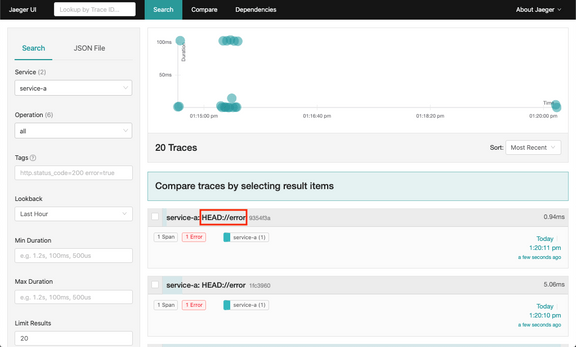 Jaeger UI
Lookup by Trace ID...
Search
Compare
Dependencies
About Jaeger
Search
JSON File
Service (2)
service-a
Operation (6)
all
Tags
http.status_code=200 error=true
Lookback
Last Hour
Min Duration
e.g. 1.2s, 100ms, 500us
Max Duration
e.g. 1.2s, 100ms, 500us
Limit Results
20
100ms
50ms
Duration
Time
01:15:00 pm
01:16:40 pm
01:18:20 pm
01:20:00 pm
20 Traces
Sort:
Most Recent
Compare traces by selecting result items
service-a: HEAD://error 9354f3a
0.94ms
1 Span
1 Error
service-a (1)
Today
1:20:11 pm
a few seconds ago
service-a: HEAD://error 1fc3960
5.06ms
1 Span
1 Error
service-a (1)
Today
1:20:10 pm
a few seconds ago